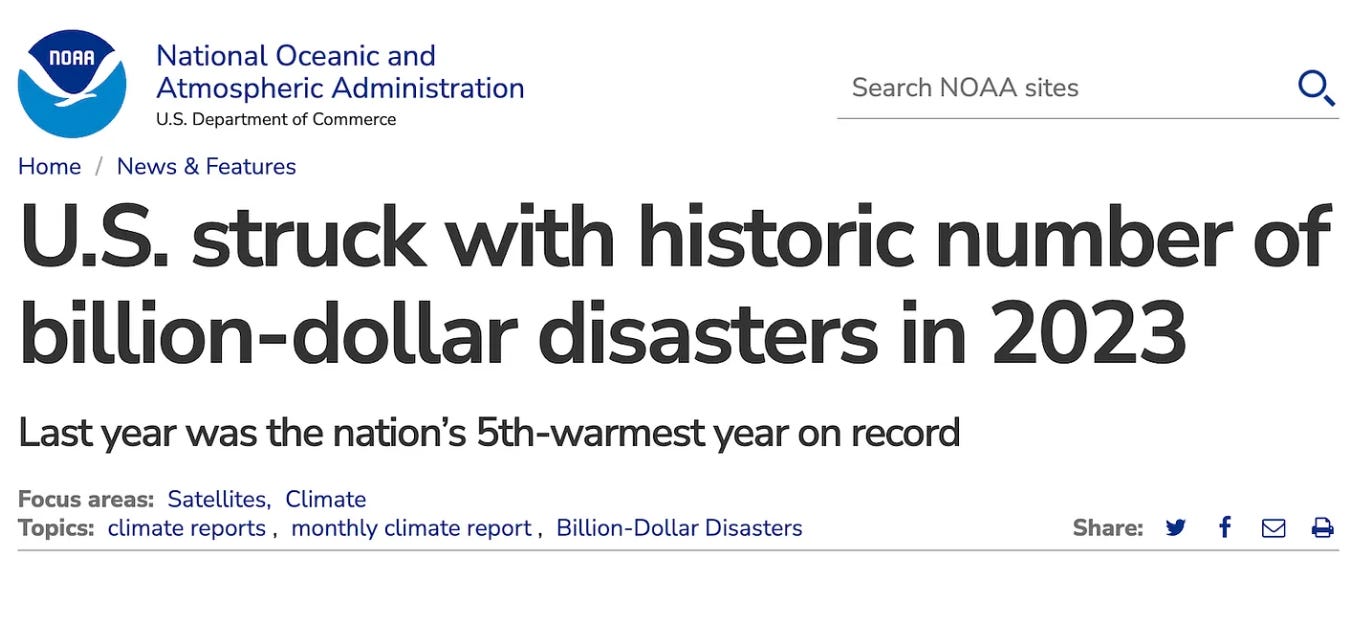 NOAA
National Oceanic and
Atmospheric Administration
U.S. Department of Commerce
Search NOAA sites
Home / News & Features
U.S. struck with historic number of
billion-dollar disasters in 2023
Last year was the nation's 5th-warmest year on record
Focus areas: Satellites, Climate
Topics: climate reports , monthly climate report , Billion-Dollar Disasters
Share: